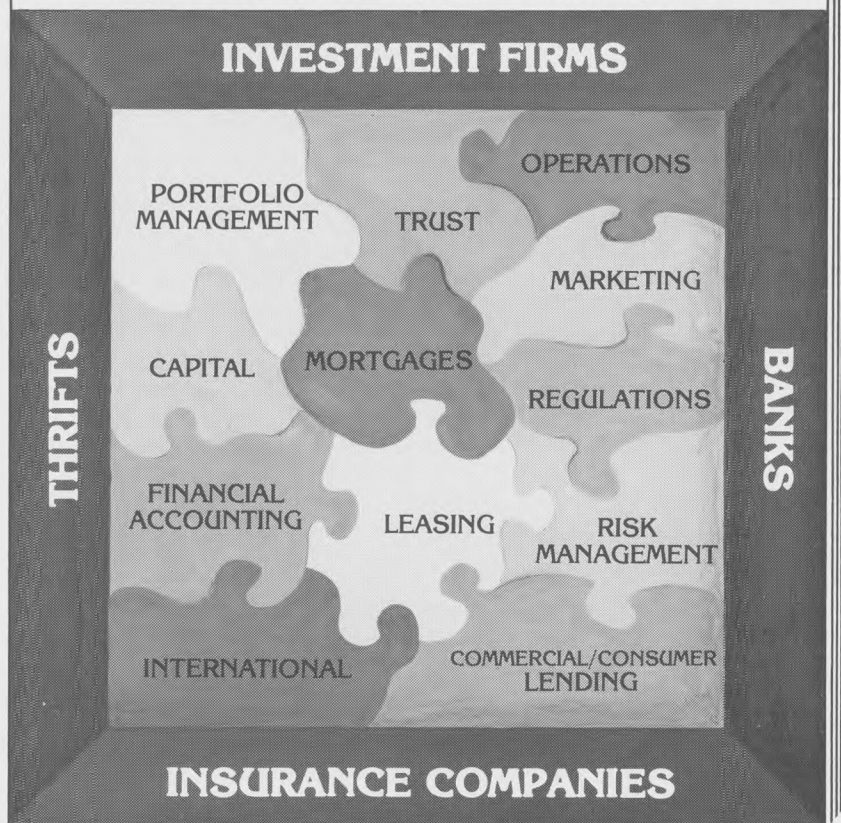 INVESTMENT FIRMS
OPERATIONS
PORTFOLIO
MANAGEMENT
TRUST
MARKETING
THRIFTS
CAPITAL
MORTGAGES
REGULATIONS
BANKS
FINANCIAL
ACCOUNTING
LEASING
RISK
MANAGEMENT
INTERNATIONAL
COMMERCIAL/CONSUMER
LENDING
INSURANCE COMPANIES